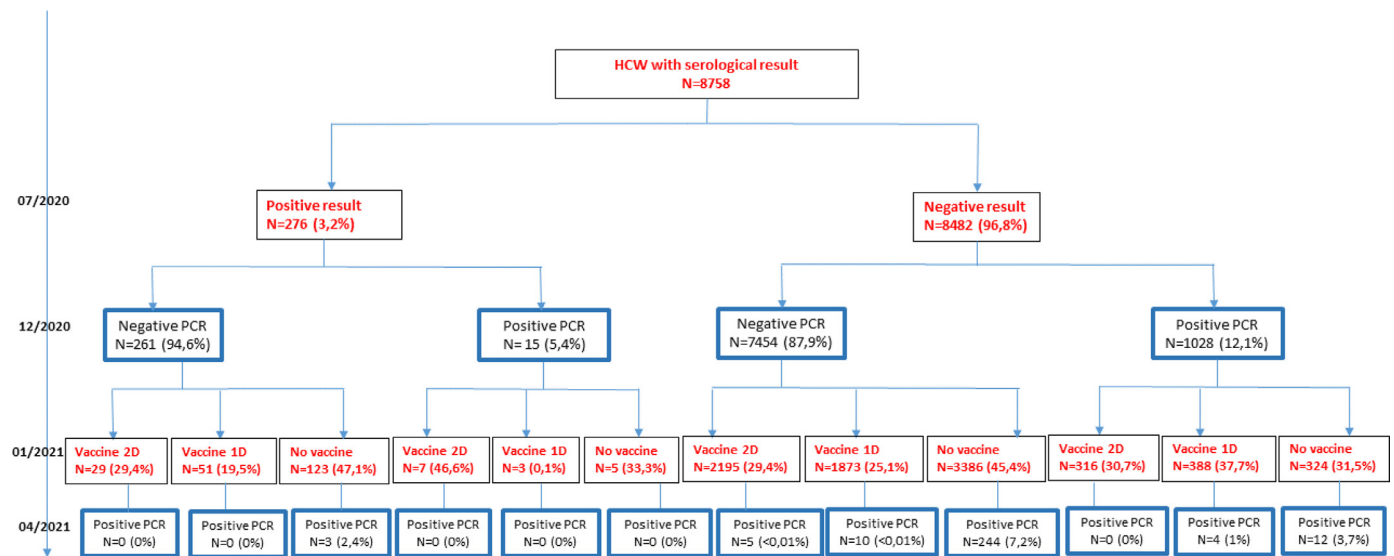 HCW with serological result
N=8758
07/2020
Positive result
N=276 (3,2%)
Negative result
N=8482 (96,8%)
12/2020
Negative PCR
N=261 (94,6%)
Positive PCR
N= 15 (5,4%)
Negative PCR
N=7454 (87,9%)
Positive PCR
N=1028 (12,1%)
01/2021
Vaccine 2D
N=29 (29,4%)
Vaccine 1D
N=51 (19,5%)
No vaccine
N=123 (47,1%)
Vaccine 2D
N=7 (46,6%)
Vaccine 1D
N=3 (0,1%)
No vaccine
N=5 (33,3%)
Vaccine 2D
N=2195 (29,4%)
Vaccine 1D
N=1873 (25,1%)
No vaccine
N=3386 (45,4%)
Vaccine 2D
N=316 (30,7%)
Vaccine 1D
N=388 (37,7%)
No vaccine
N=324 (31,5%)
04/2021
Positive PCR
N=0 (0%)
Positive PCR
N=0 (0%)
Positive PCR
N=3 (2,4%)
Positive PCR
N=0 (0%)
Positive PCR
N=0 (0%)
Positive PCR
N=0 (0%)
Positive PCR
N=5 (<0,01%)
Positive PCR
N=10 (<0,01%)
Positive PCR
N=244 (7,2%)
Positive PCR
N=0 (0%)
Positive PCR
N=4 (1%)
Positive PCR
N=12 (3,7%)